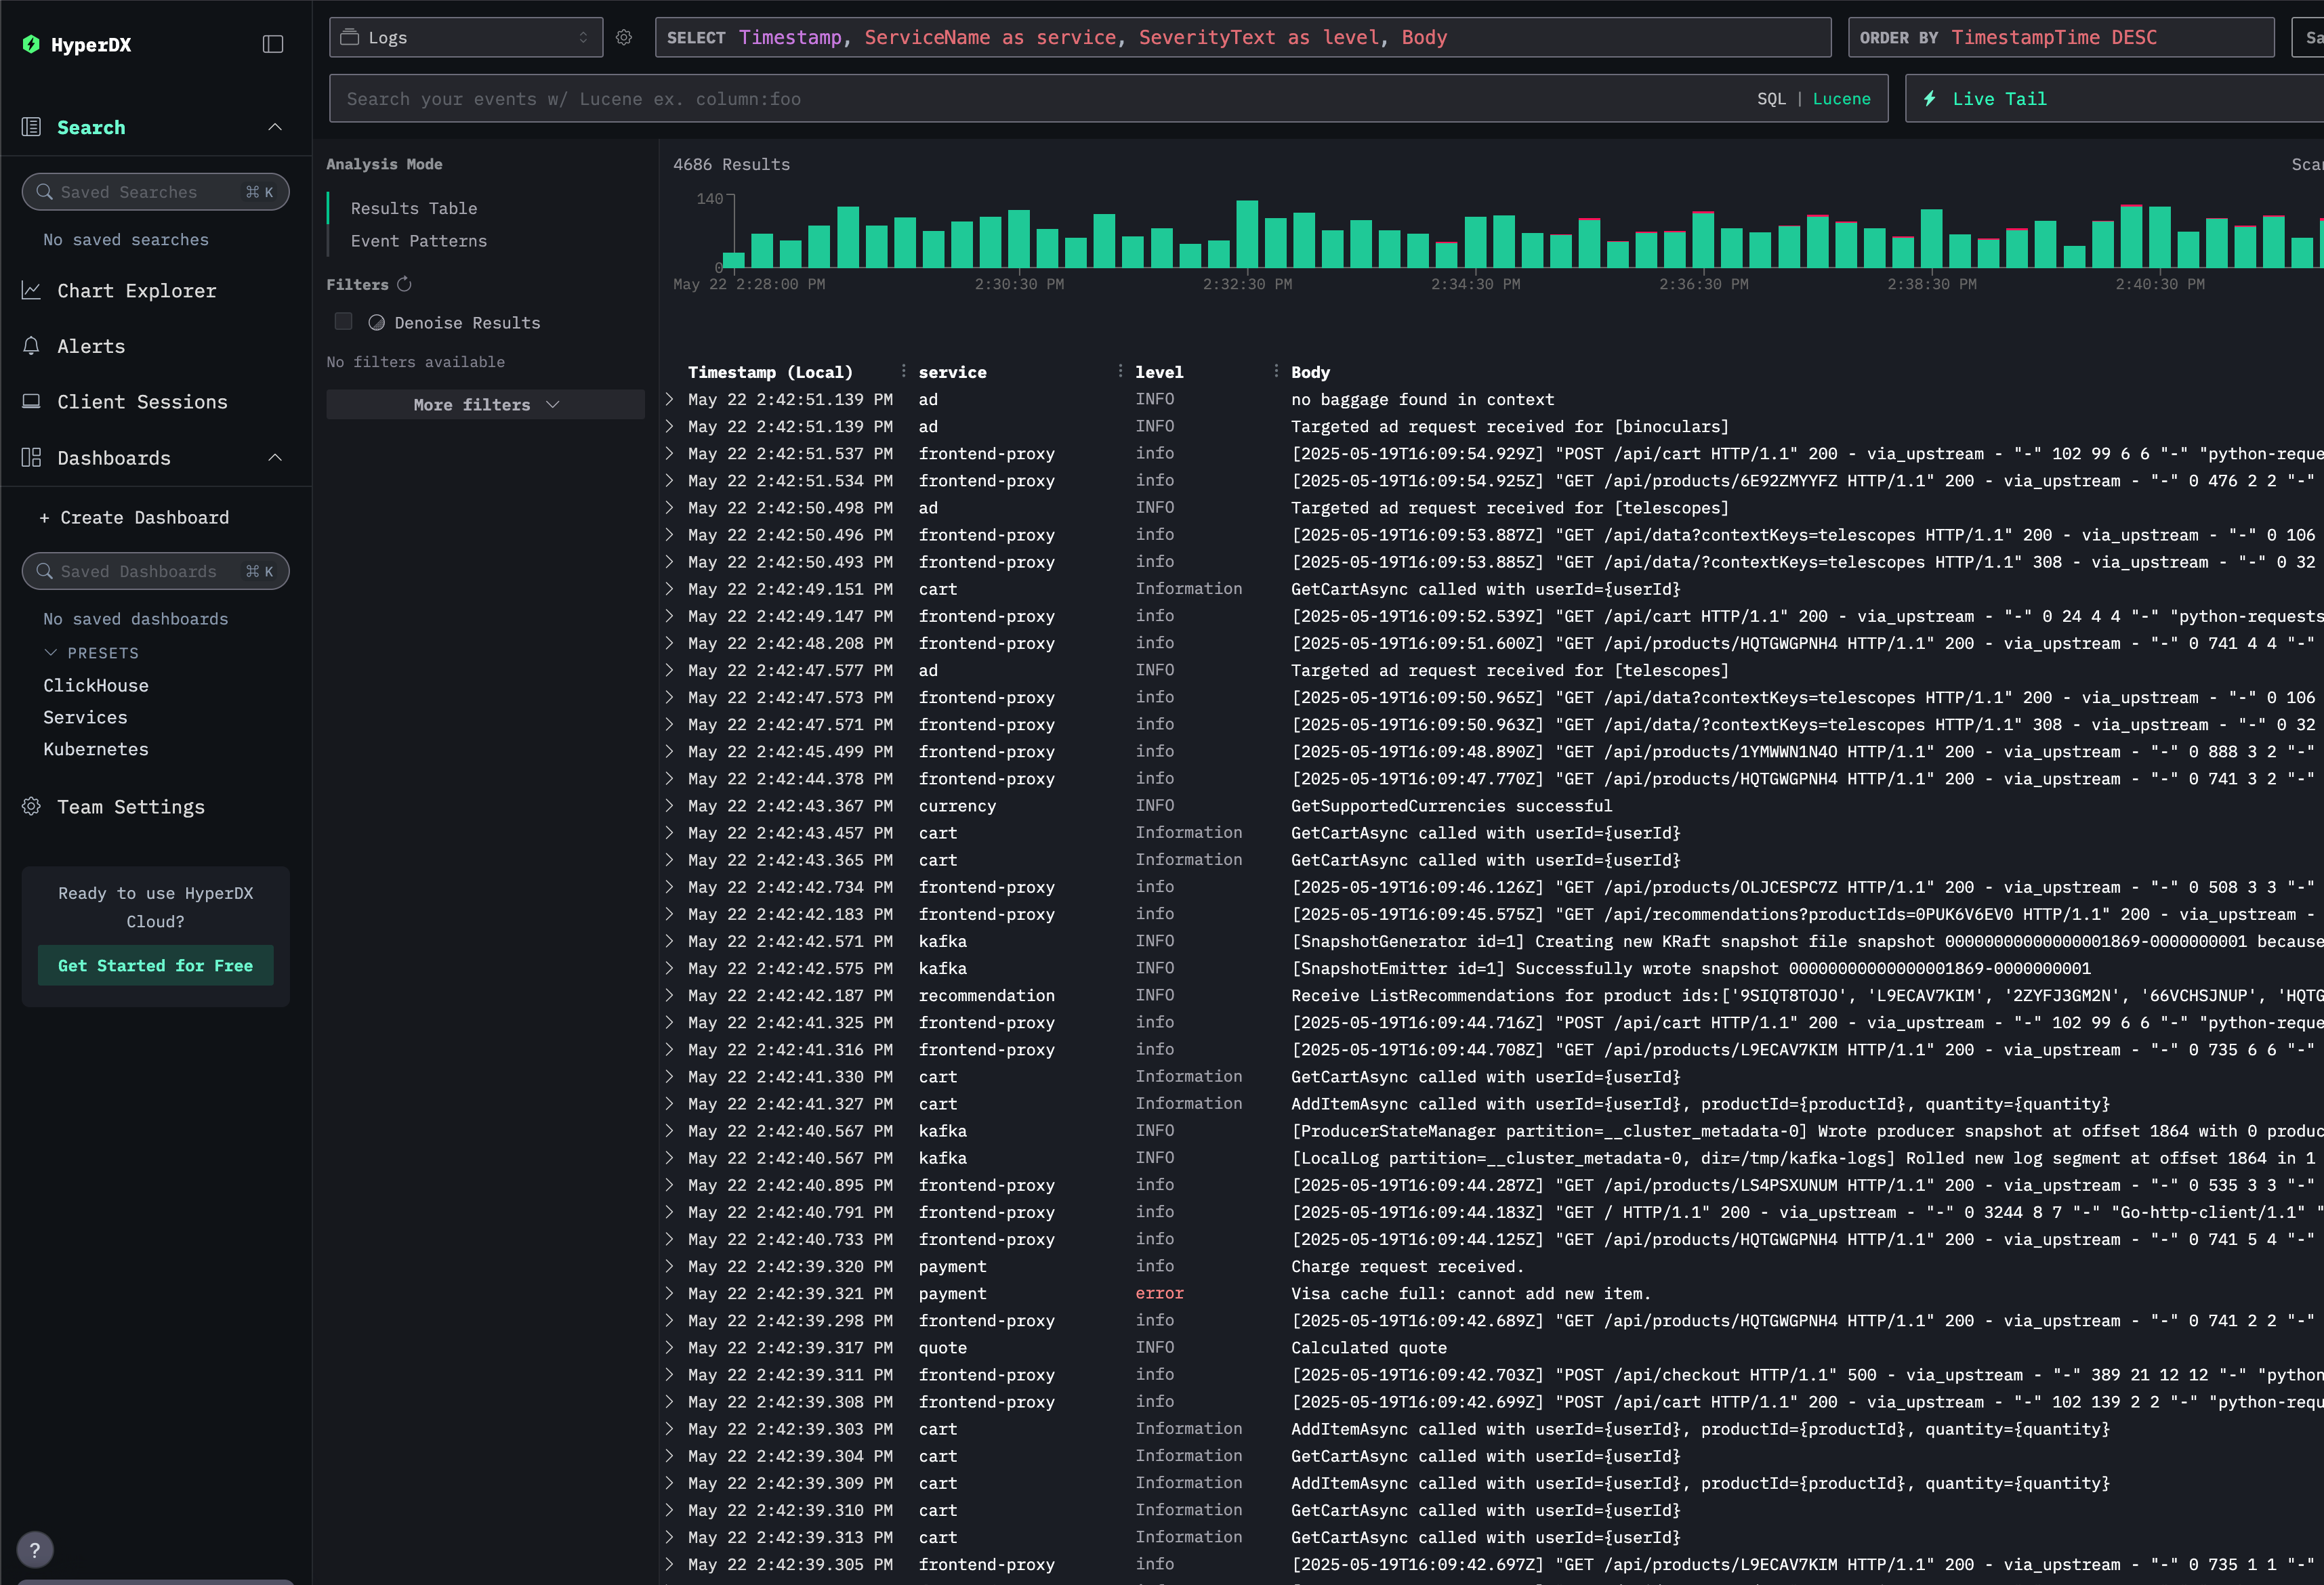 HyperDX
Logs
SELECT Timestamp, ServiceName as service, SeverityText as level, Body
ORDER BY TimestampTime DESC
Search your events w/ Lucene ex. column:foo
SQL | Lucene
Live Tail
Search
Saved Searches ⌘ K
No saved searches
Chart Explorer
Alerts
Client Sessions
Dashboards
+ Create Dashboard
Saved Dashboards ⌘ K
No saved dashboards
PRESETS
ClickHouse
Services
Kubernetes
Team Settings
Ready to use HyperDX
Cloud?
Get Started for Free
?
Analysis Mode
Results Table
Event Patterns
Filters
Denoise Results
No filters available
More filters
4686 Results
140
0
May 22 2:28:00 PM 2:30:30 PM 2:32:30 PM 2:34:30 PM 2:36:30 PM 2:38:30 PM 2:40:30 PM
Timestamp (Local) service level Body
May 22 2:42:51.139 PM ad INFO no baggage found in context
May 22 2:42:51.139 PM ad INFO Targeted ad request received for [binoculars]
May 22 2:42:51.537 PM frontend-proxy info [2025-05-19T16:09:54.929Z] "POST /api/cart HTTP/1.1" 200 - via_upstream - "-" 102 99 6 6 "-" "python-reque
May 22 2:42:51.534 PM frontend-proxy info [2025-05-19T16:09:54.925Z] "GET /api/products/6E92ZMYYFZ HTTP/1.1" 200 - via_upstream - "-" 0 476 2 2 "-"
May 22 2:42:50.498 PM ad INFO Targeted ad request received for [telescopes]
May 22 2:42:50.496 PM frontend-proxy info [2025-05-19T16:09:53.887Z] "GET /api/data?contextKeys=telescopes HTTP/1.1" 200 - via_upstream - "-" 0 106
May 22 2:42:50.493 PM frontend-proxy info [2025-05-19T16:09:53.885Z] "GET /api/data/?contextKeys=telescopes HTTP/1.1" 308 - via_upstream - "-" 0 32
May 22 2:42:49.151 PM cart Information GetCartAsync called with userId={userId}
May 22 2:42:49.147 PM frontend-proxy info [2025-05-19T16:09:52.539Z] "GET /api/cart HTTP/1.1" 200 - via_upstream - "-" 0 24 4 4 "-" "python-requests
May 22 2:42:48.208 PM frontend-proxy info [2025-05-19T16:09:51.600Z] "GET /api/products/HQTGWGPNH4 HTTP/1.1" 200 - via_upstream - "-" 0 741 4 4 "-"
May 22 2:42:47.577 PM ad INFO Targeted ad request received for [telescopes]
May 22 2:42:47.573 PM frontend-proxy info [2025-05-19T16:09:50.965Z] "GET /api/data?contextKeys=telescopes HTTP/1.1" 200 - via_upstream - "-" 0 106
May 22 2:42:47.571 PM frontend-proxy info [2025-05-19T16:09:50.963Z] "GET /api/data/?contextKeys=telescopes HTTP/1.1" 308 - via_upstream - "-" 0 32
May 22 2:42:45.499 PM frontend-proxy info [2025-05-19T16:09:48.890Z] "GET /api/products/1YMWWN1N4O HTTP/1.1" 200 - via_upstream - "-" 0 888 3 2 "-"
May 22 2:42:44.378 PM frontend-proxy info [2025-05-19T16:09:47.770Z] "GET /api/products/HQTGWGPNH4 HTTP/1.1" 200 - via_upstream - "-" 0 741 3 2 "-"
May 22 2:42:43.367 PM currency INFO GetSupportedCurrencies successful
May 22 2:42:43.457 PM cart Information GetCartAsync called with userId={userId}
May 22 2:42:43.365 PM cart Information GetCartAsync called with userId={userId}
May 22 2:42:42.734 PM frontend-proxy info [2025-05-19T16:09:46.126Z] "GET /api/products/OLJCESPC7Z HTTP/1.1" 200 - via_upstream - "-" 0 508 3 3 "-"
May 22 2:42:42.183 PM frontend-proxy info [2025-05-19T16:09:45.575Z] "GET /api/recommendations?productIds=0PUK6V6EV0 HTTP/1.1" 200 - via_upstream -
May 22 2:42:42.571 PM kafka INFO [SnapshotGenerator id=1] Creating new KRaft snapshot file snapshot 00000000000000001869-0000000001 because
May 22 2:42:42.575 PM kafka INFO [SnapshotEmitter id=1] Successfully wrote snapshot 00000000000000001869-0000000001
May 22 2:42:42.187 PM recommendation INFO Receive ListRecommendations for product ids:['9SIQT8TOJO', 'L9ECAV7KIM', '2ZYFJ3GM2N', '66VCHSJNUP', 'HQTG
May 22 2:42:41.325 PM frontend-proxy info [2025-05-19T16:09:44.716Z] "POST /api/cart HTTP/1.1" 200 - via_upstream - "-" 102 99 6 6 "-" "python-reque
May 22 2:42:41.316 PM frontend-proxy info [2025-05-19T16:09:44.708Z] "GET /api/products/L9ECAV7KIM HTTP/1.1" 200 - via_upstream - "-" 0 735 6 6 "-"
May 22 2:42:41.330 PM cart Information GetCartAsync called with userId={userId}
May 22 2:42:41.327 PM cart Information AddItemAsync called with userId={userId}, productId={productId}, quantity={quantity}
May 22 2:42:40.567 PM kafka INFO [ProducerStateManager partition=__cluster_metadata-0] Wrote producer snapshot at offset 1864 with 0 produc
May 22 2:42:40.567 PM kafka INFO [LocalLog partition=__cluster_metadata-0, dir=/tmp/kafka-logs] Rolled new log segment at offset 1864 in 1
May 22 2:42:40.895 PM frontend-proxy info [2025-05-19T16:09:44.287Z] "GET /api/products/LS4PSXUNUM HTTP/1.1" 200 - via_upstream - "-" 0 535 3 3 "-"
May 22 2:42:40.791 PM frontend-proxy info [2025-05-19T16:09:44.183Z] "GET / HTTP/1.1" 200 - via_upstream - "-" 0 3244 8 7 "-" "Go-http-client/1.1" "
May 22 2:42:40.733 PM frontend-proxy info [2025-05-19T16:09:44.125Z] "GET /api/products/HQTGWGPNH4 HTTP/1.1" 200 - via_upstream - "-" 0 741 5 4 "-"
May 22 2:42:39.320 PM payment info Charge request received.
May 22 2:42:39.321 PM payment error Visa cache full: cannot add new item.
May 22 2:42:39.298 PM frontend-proxy info [2025-05-19T16:09:42.689Z] "GET /api/products/HQTGWGPNH4 HTTP/1.1" 200 - via_upstream - "-" 0 741 2 2 "-"
May 22 2:42:39.317 PM quote INFO Calculated quote
May 22 2:42:39.311 PM frontend-proxy info [2025-05-19T16:09:42.703Z] "POST /api/checkout HTTP/1.1" 500 - via_upstream - "-" 389 21 12 12 "-" "python
May 22 2:42:39.308 PM frontend-proxy info [2025-05-19T16:09:42.699Z] "POST /api/cart HTTP/1.1" 200 - via_upstream - "-" 102 139 2 2 "-" "python-requ
May 22 2:42:39.303 PM cart Information AddItemAsync called with userId={userId}, productId={productId}, quantity={quantity}
May 22 2:42:39.304 PM cart Information GetCartAsync called with userId={userId}
May 22 2:42:39.309 PM cart Information AddItemAsync called with userId={userId}, productId={productId}, quantity={quantity}
May 22 2:42:39.310 PM cart Information GetCartAsync called with userId={userId}
May 22 2:42:39.313 PM cart Information GetCartAsync called with userId={userId}
May 22 2:42:39.305 PM frontend-proxy info [2025-05-19T16:09:42.697Z] "GET /api/products/L9ECAV7KIM HTTP/1.1" 200 - via_upstream - "-" 0 735 1 1 "-"